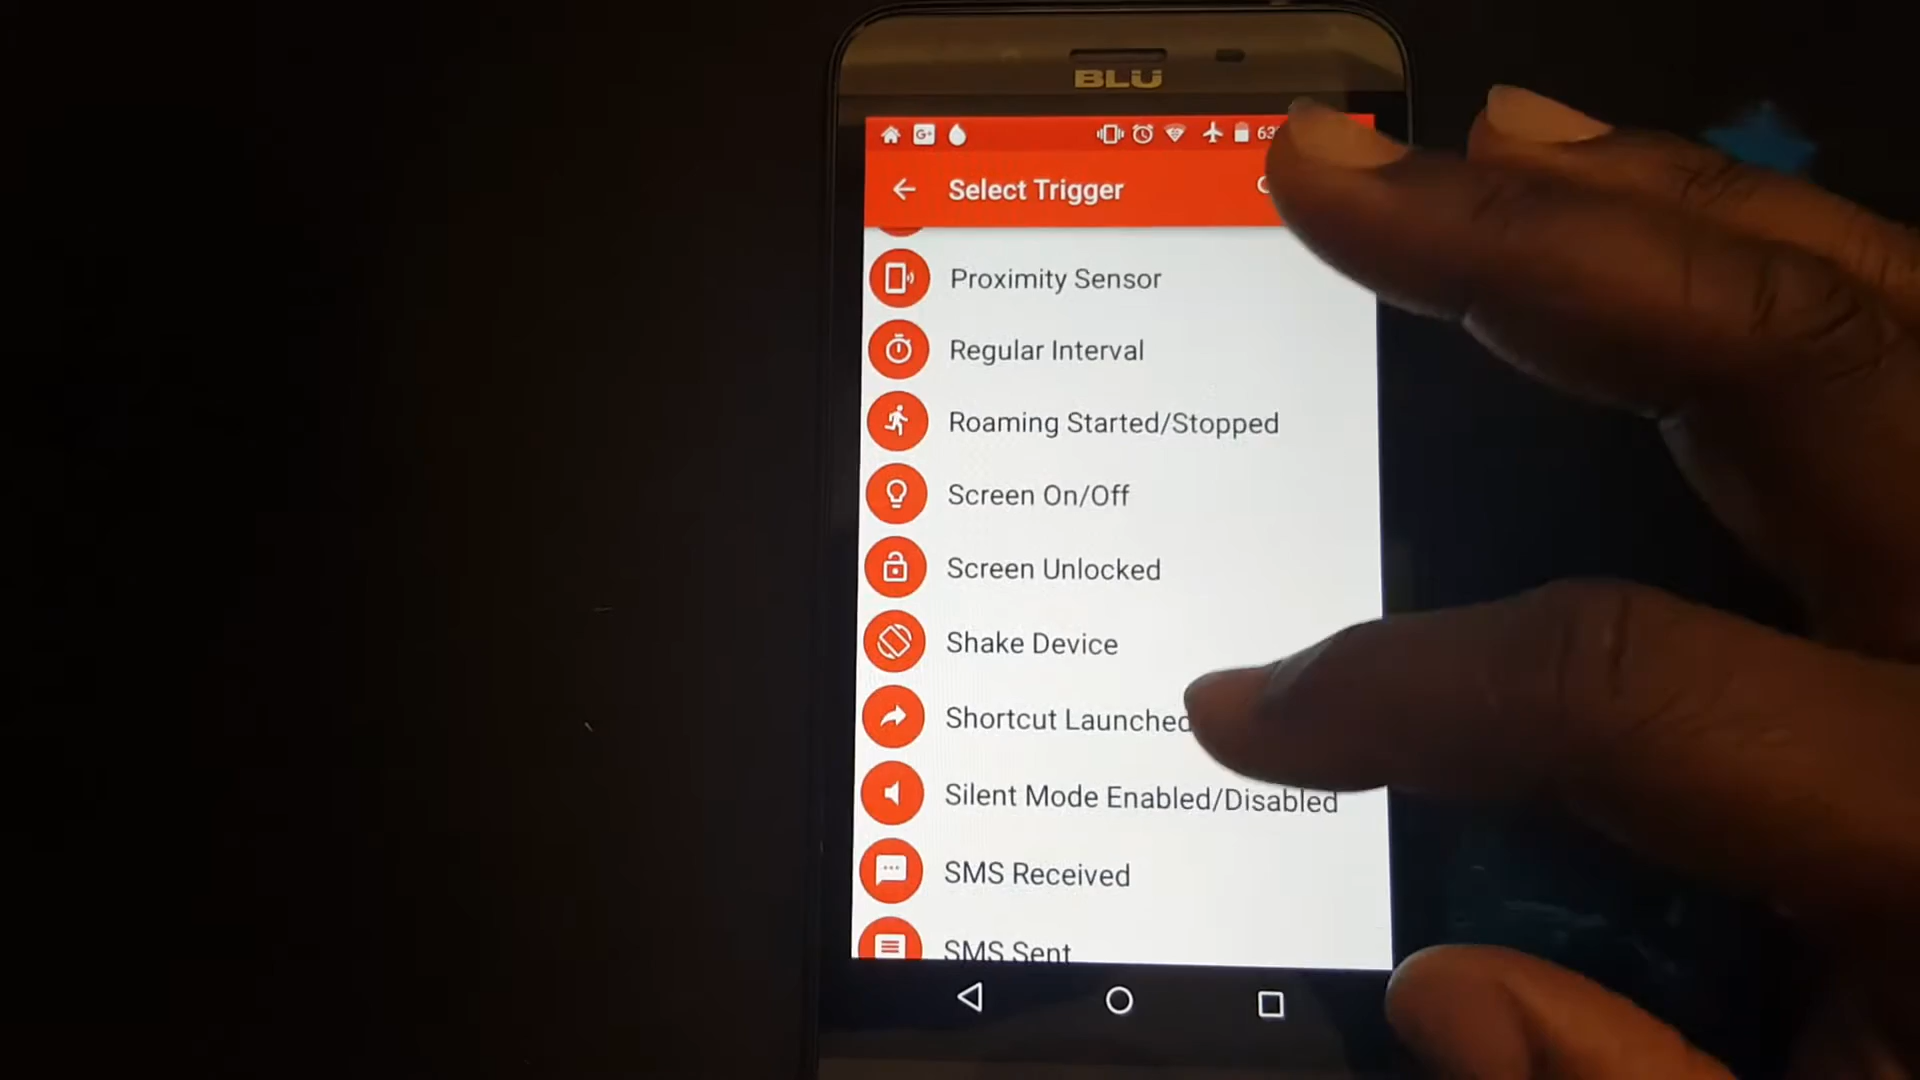 BLU
G+
63
Select Trigger
Proximity Sensor
Regular Interval
Roaming Started/Stopped
Screen On/Off
Screen Unlocked
Shake Device
Shortcut Launched
Silent Mode Enabled/Disabled
SMS Received
SMS Sent